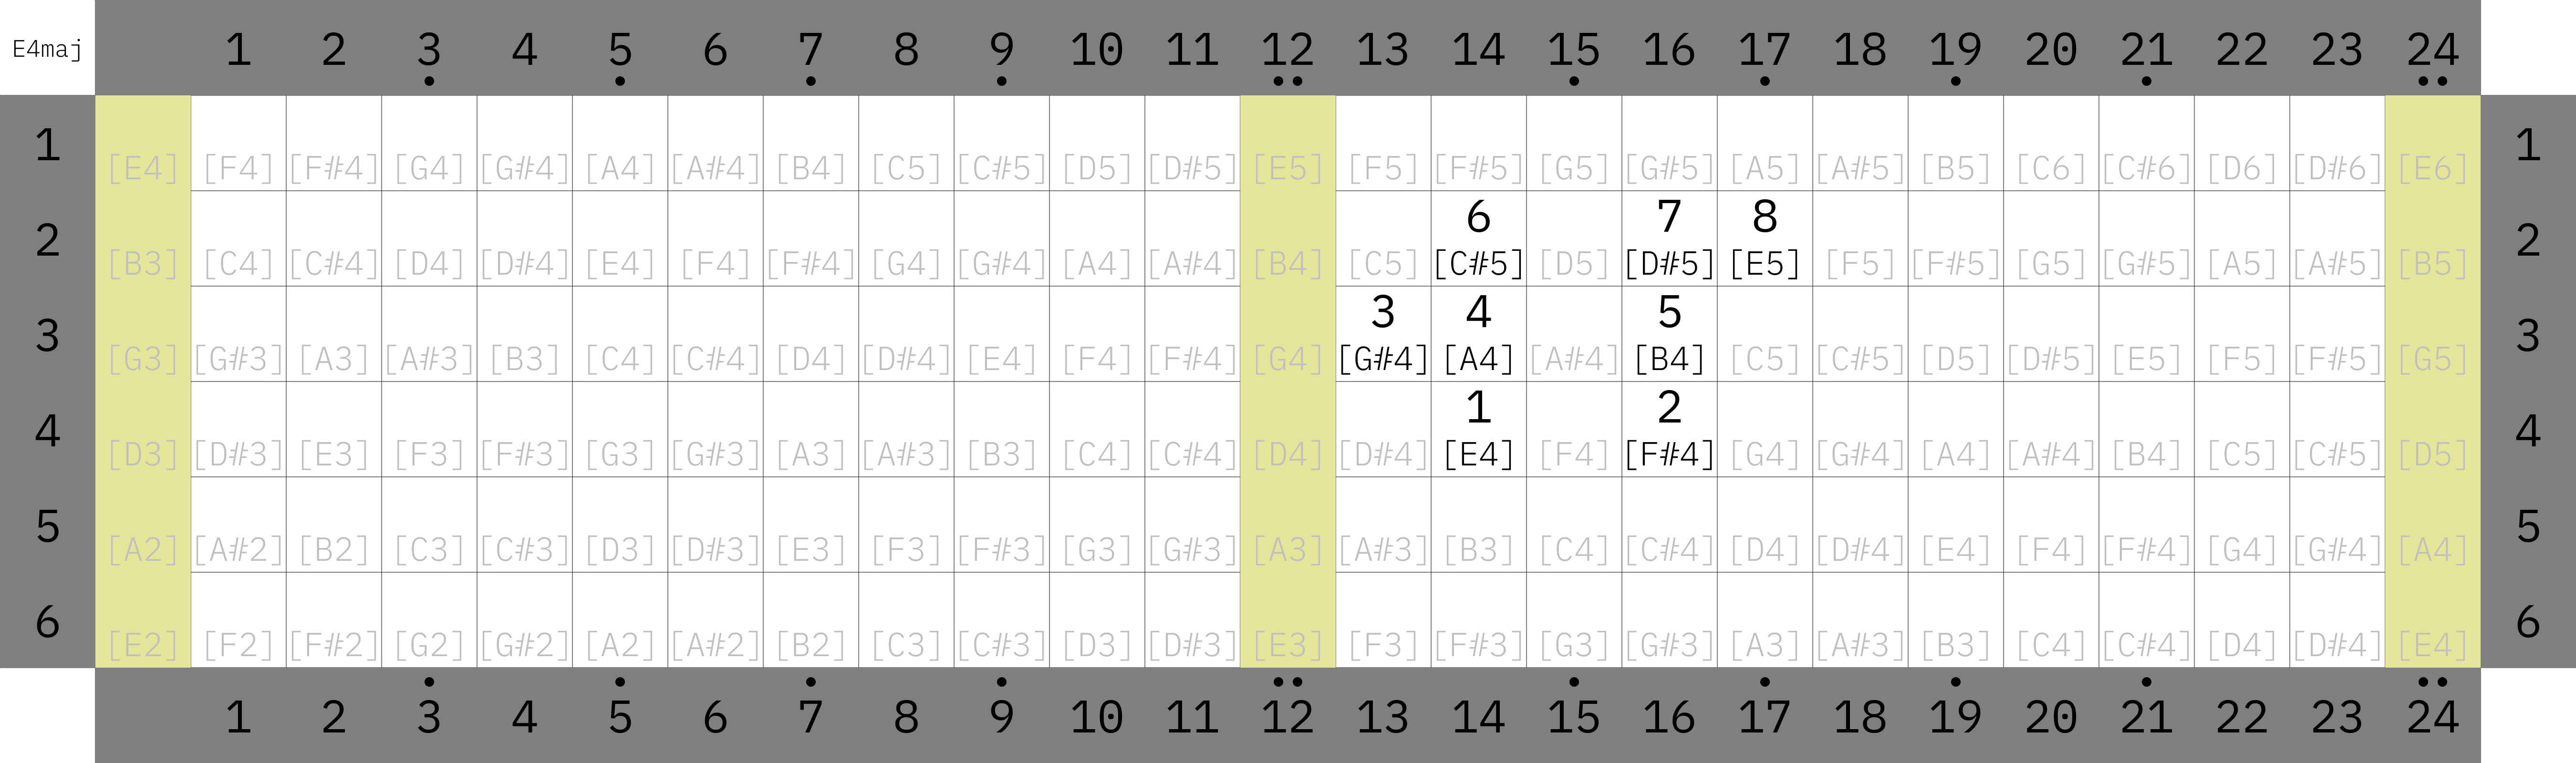 E4maj 1 2 3 4 5 6 7 8 9 10 11 12 13 14 15 16 17 18 19 20 21 22 23 24
6 7 8
1 [E4] [F4] [F#4] [G4] [G#4] [A4] [A#4] [B4] [C5] [C#5] [D5] [D#5] [E5] [F5] [F#5] [G5] [G#5] [A5] [A#5] [B5] [C6] [C#6] [D6] [D#6] [E6] 1
2 [B3] [C4] [C#4] [D4] [D#4] [E4] [F4] [F#4] [G4] [G#4] [A4] [A#4] [B4] [C5] [C#5] [D5] [D#5] [E5] [F5] [F#5] [G5] [G#5] [A5] [A#5] [B5] 2
3 4 5
3 [G3] [G#3] [A3] [A#3] [B3] [C4] [C#4] [D4] [D#4] [E4] [F4] [F#4] [G4] [G#4] [A4] [A#4] [B4] [C5] [C#5] [D5] [D#5] [E5] [F5] [F#5] [G5] 3
1 2
4 [D3] [D#3] [E3] [F3] [F#3] [G3] [G#3] [A3] [A#3] [B3] [C4] [C#4] [D4] [D#4] [E4] [F4] [F#4] [G4] [G#4] [A4] [A#4] [B4] [C5] [C#5] [D5] 4
5 [A2] [A#2] [B2] [C3] [C#3] [D3] [D#3] [E3] [F3] [F#3] [G3] [G#3] [A3] [A#3] [B3] [C4] [C#4] [D4] [D#4] [E4] [F4] [F#4] [G4] [G#4] [A4] 5
6 [E2] [F2] [F#2] [G2] [G#2] [A2] [A#2] [B2] [C3] [C#3] [D3] [D#3] [E3] [F3] [F#3] [G3] [G#3] [A3] [A#3] [B3] [C4] [C#4] [D4] [D#4] [E4] 6
1 2 3 4 5 6 7 8 9 10 11 12 13 14 15 16 17 18 19 20 21 22 23 24